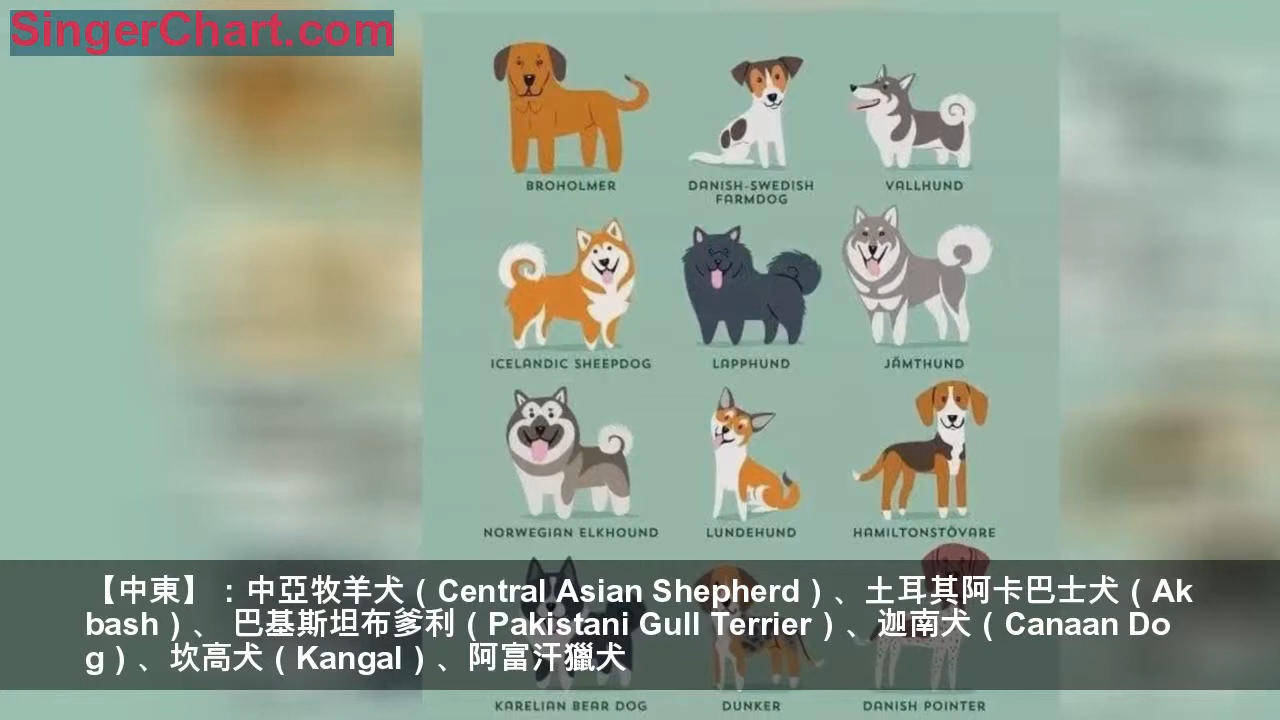 SingerChart.com
BROHOLMER
DANISH-SWEDISH
FARMDOG
VALLHUND
ICELANDIC SHEEPDOG
LAPPHUND
JÄMTHUND
NORWEGIAN ELKHOUND
LUNDEHUND
HAMILTONSTÖVARE
【中東】：中亞牧羊犬（Central Asian Shepherd）、土耳其阿卡巴士犬（Ak
bash）、 巴基斯坦布爹利（Pakistani Gull Terrier）、迦南犬（Canaan Do
g）、坎高犬（Kangal）、阿富汗獵犬
KARELIAN BEAR DOG
DUNKER
DANISH POINTER